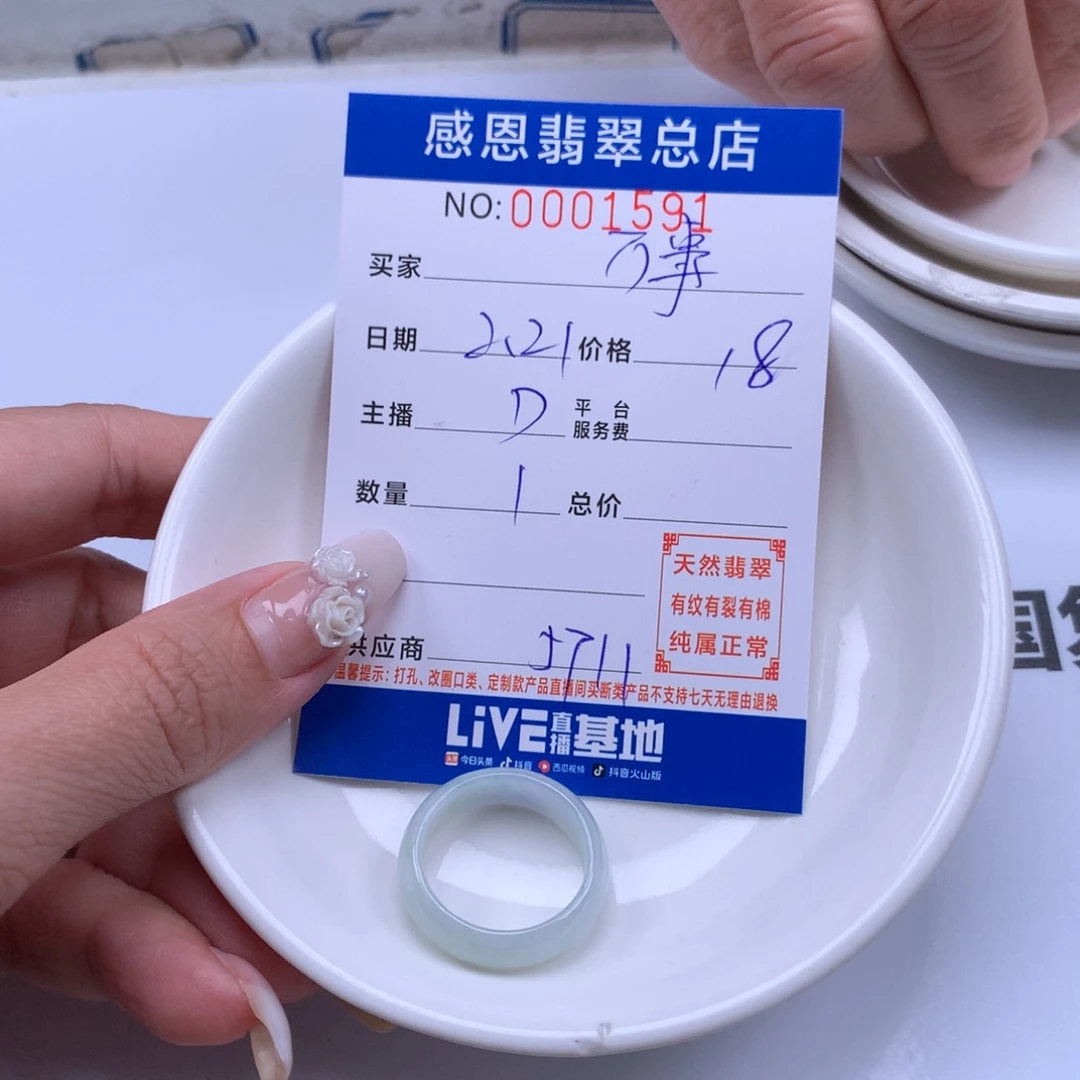 感恩翡翠总店
NO:0001591
买家
日期 2.21 价格 18
主播 D 平台服务费
数量 1 总价
天然翡翠
有纹有裂有棉
纯属正常
供应商 5711
温馨提示：打孔、改圈口类、定制款产品直播间买断类产品不支持七天无理由退换
LiVE直播基地
今日头条 抖音 西瓜视频 抖音火山版
国